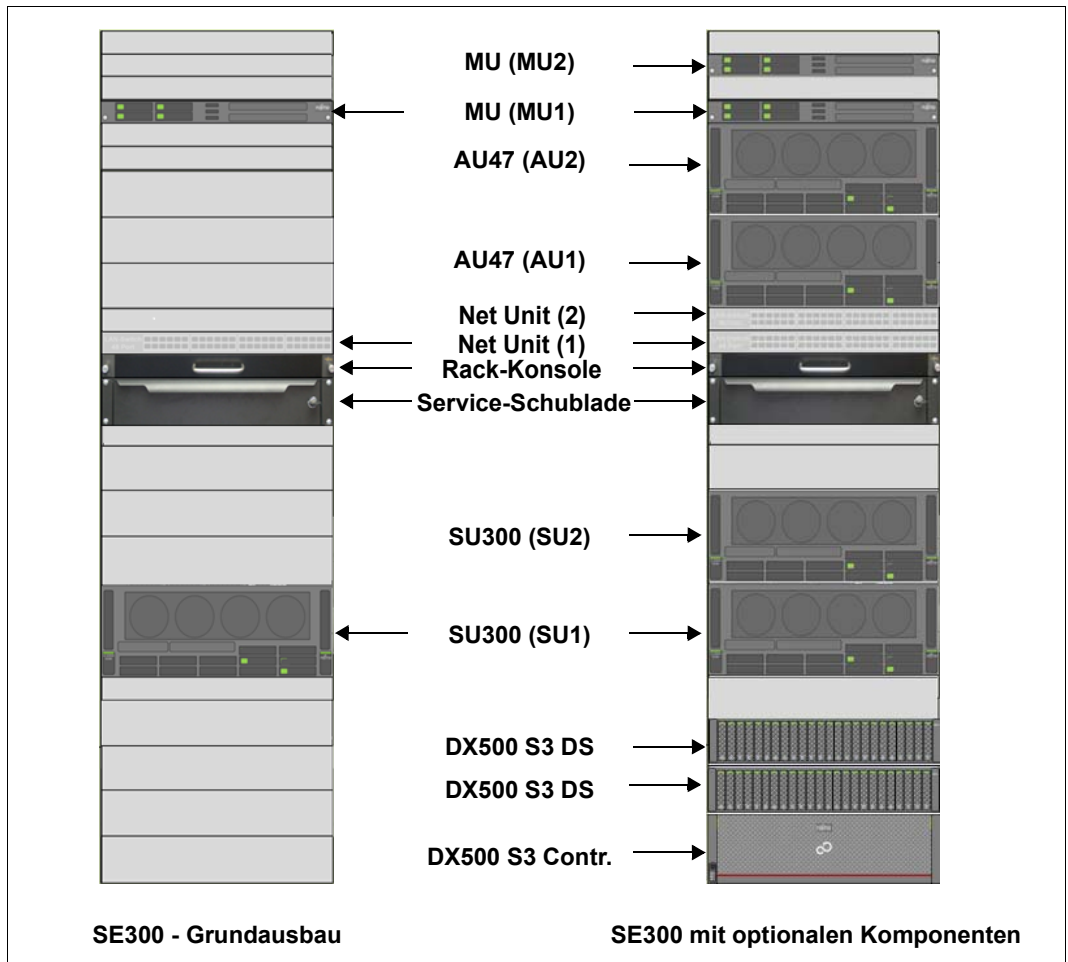 MU (MU2)
MU (MU1)
AU47 (AU2)
AU47 (AU1)
Net Unit (2)
Net Unit (1)
Rack-Konsole
Service-Schublade
SU300 (SU2)
SU300 (SU1)
DX500 S3 DS
DX500 S3 DS
DX500 S3 Contr.
SE300 - Grundausbau
SE300 mit optionalen Komponenten